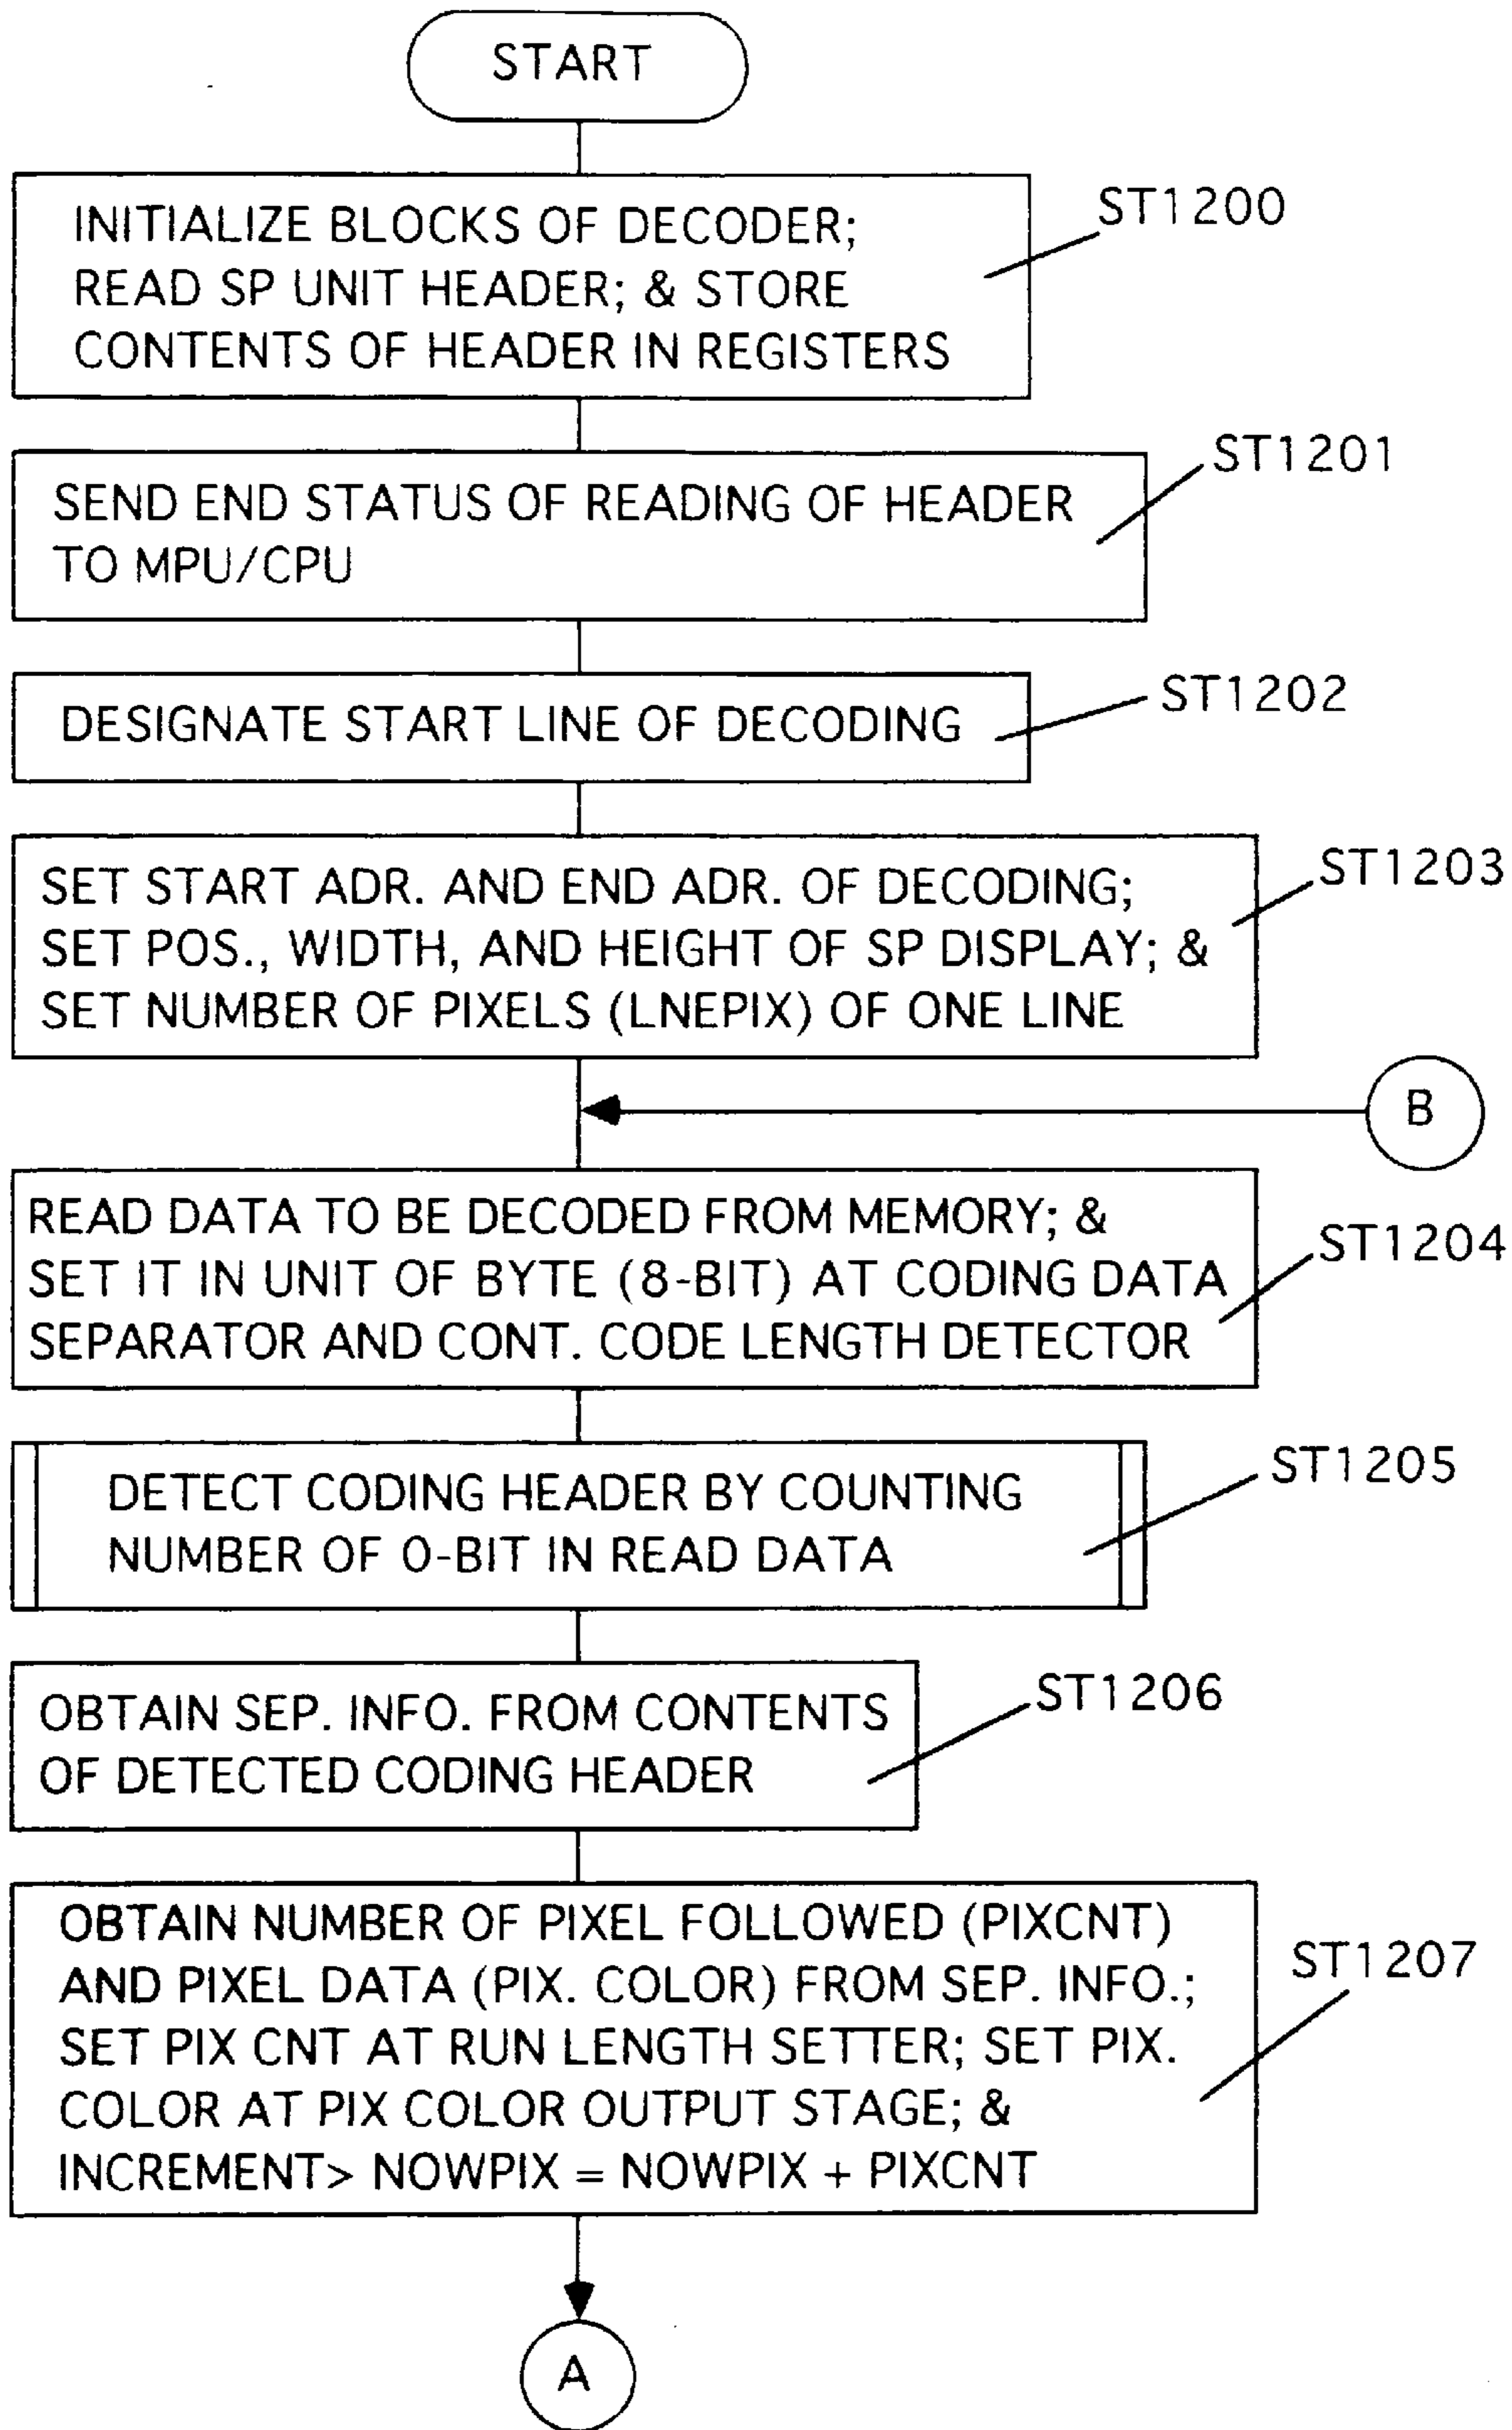 START
INITIALIZE BLOCKS OF DECODER;
READ SP UNIT HEADER; & STORE
CONTENTS OF HEADER IN REGISTERS
ST1200
SEND END STATUS OF READING OF HEADER
TO MPU/CPU
ST1201
DESIGNATE START LINE OF DECODING
ST1202
SET START ADR. AND END ADR. OF DECODING;
SET POS., WIDTH, AND HEIGHT OF SP DISPLAY; &
SET NUMBER OF PIXELS (LNEPIX) OF ONE LINE
ST1203
B
READ DATA TO BE DECODED FROM MEMORY; &
SET IT IN UNIT OF BYTE (8-BIT) AT CODING DATA
SEPARATOR AND CONT. CODE LENGTH DETECTOR
ST1204
DETECT CODING HEADER BY COUNTING
NUMBER OF 0-BIT IN READ DATA
ST1205
OBTAIN SEP. INFO. FROM CONTENTS
OF DETECTED CODING HEADER
ST1206
OBTAIN NUMBER OF PIXEL FOLLOWED (PIXCNT)
AND PIXEL DATA (PIX. COLOR) FROM SEP. INFO.;
SET PIX CNT AT RUN LENGTH SETTER; SET PIX.
COLOR AT PIX COLOR OUTPUT STAGE; &
INCREMENT> NOWPIX = NOWPIX + PIXCNT
ST1207
A